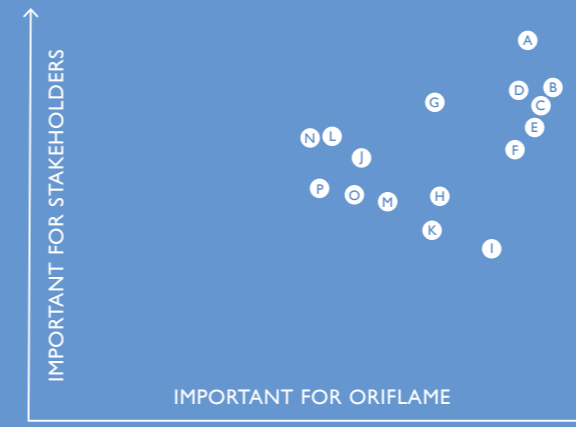 IMPORTANT FOR STAKEHOLDERS
A
B
D
C
G
E
N
L
F
J
P
O
M
H
K
I
IMPORTANT FOR ORIFLAME